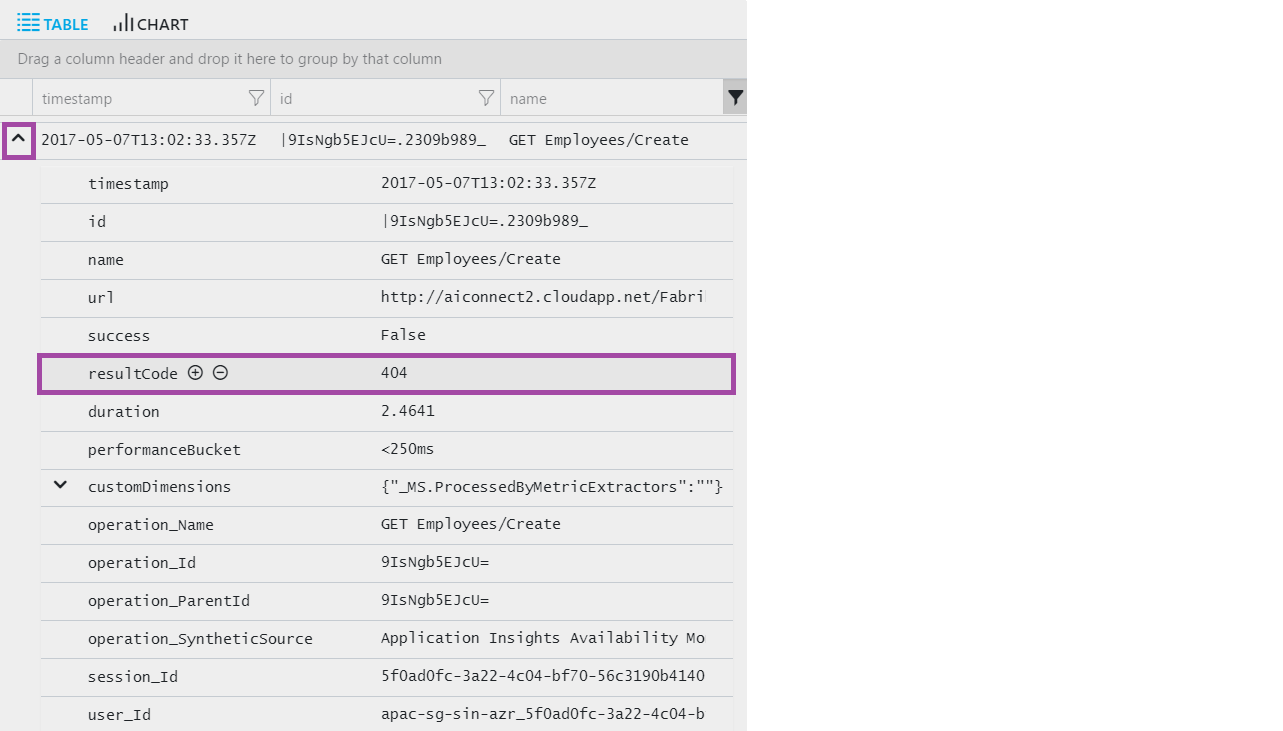 TABLE CHART
Drag a column header and drop it here to group by that column
timestamp id name
2017-05-07T13:02:33.357Z |9IsNgb5EJcU=.2309b989_ GET Employees/Create
timestamp 2017-05-07T13:02:33.357Z
id |9IsNgb5EJcU=.2309b989_
name GET Employees/Create
url http://aiconnect2.cloudapp.net/Fabri
success False
resultCode 404
duration 2.4641
performanceBucket <250ms
customDimensions {"_MS.ProcessedByMetricExtractors":""}
operation_Name GET Employees/Create
operation_Id 9IsNgb5EJcU=
operation_ParentId 9IsNgb5EJcU=
operation_SyntheticSource Application Insights Availability Mo
session_Id 5f0ad0fc-3a22-4c04-bf70-56c3190b4140
user_Id apac-sg-sin-azr_5f0ad0fc-3a22-4c04-b